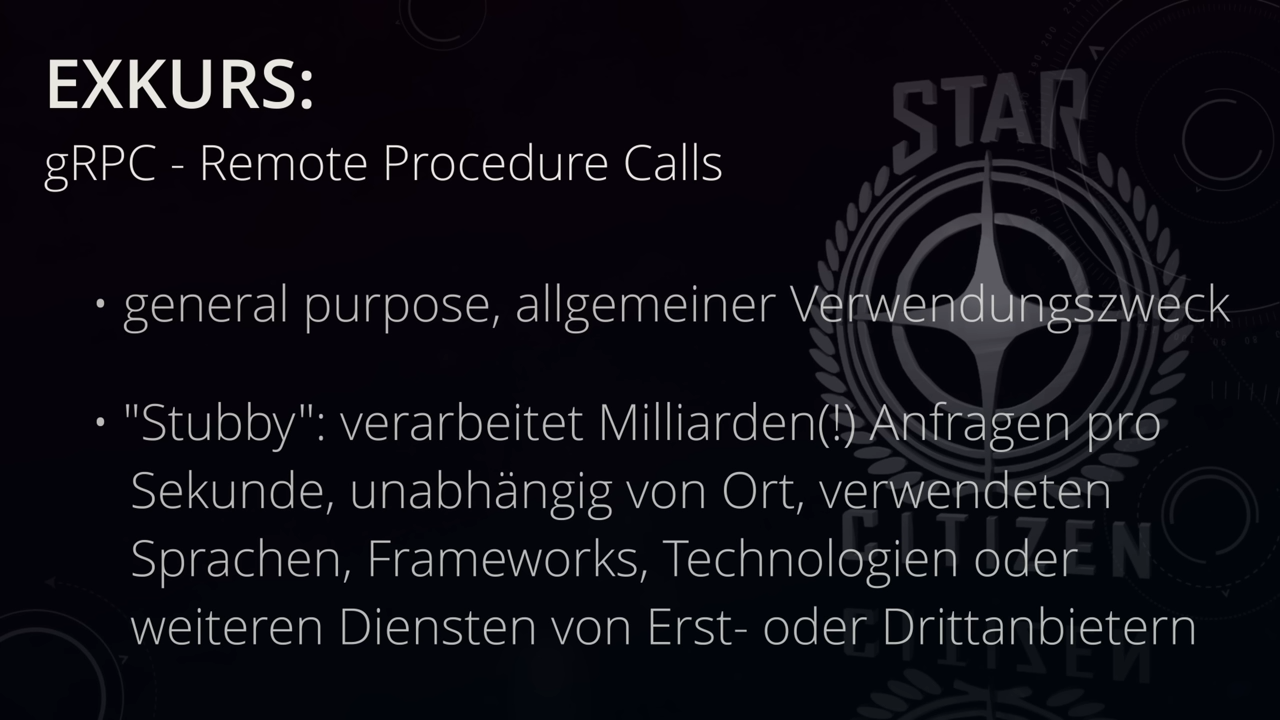 EXKURS:
gRPC - Remote Procedure Calls
• general purpose, allgemeiner Verwendungszweck
• "Stubby": verarbeitet Milliarden(!) Anfragen pro
Sekunde, unabhängig von Ort, verwendeten
Sprachen, Frameworks, Technologien oder
weiteren Diensten von Erst- oder Drittanbietern
STAR
CITIZEN